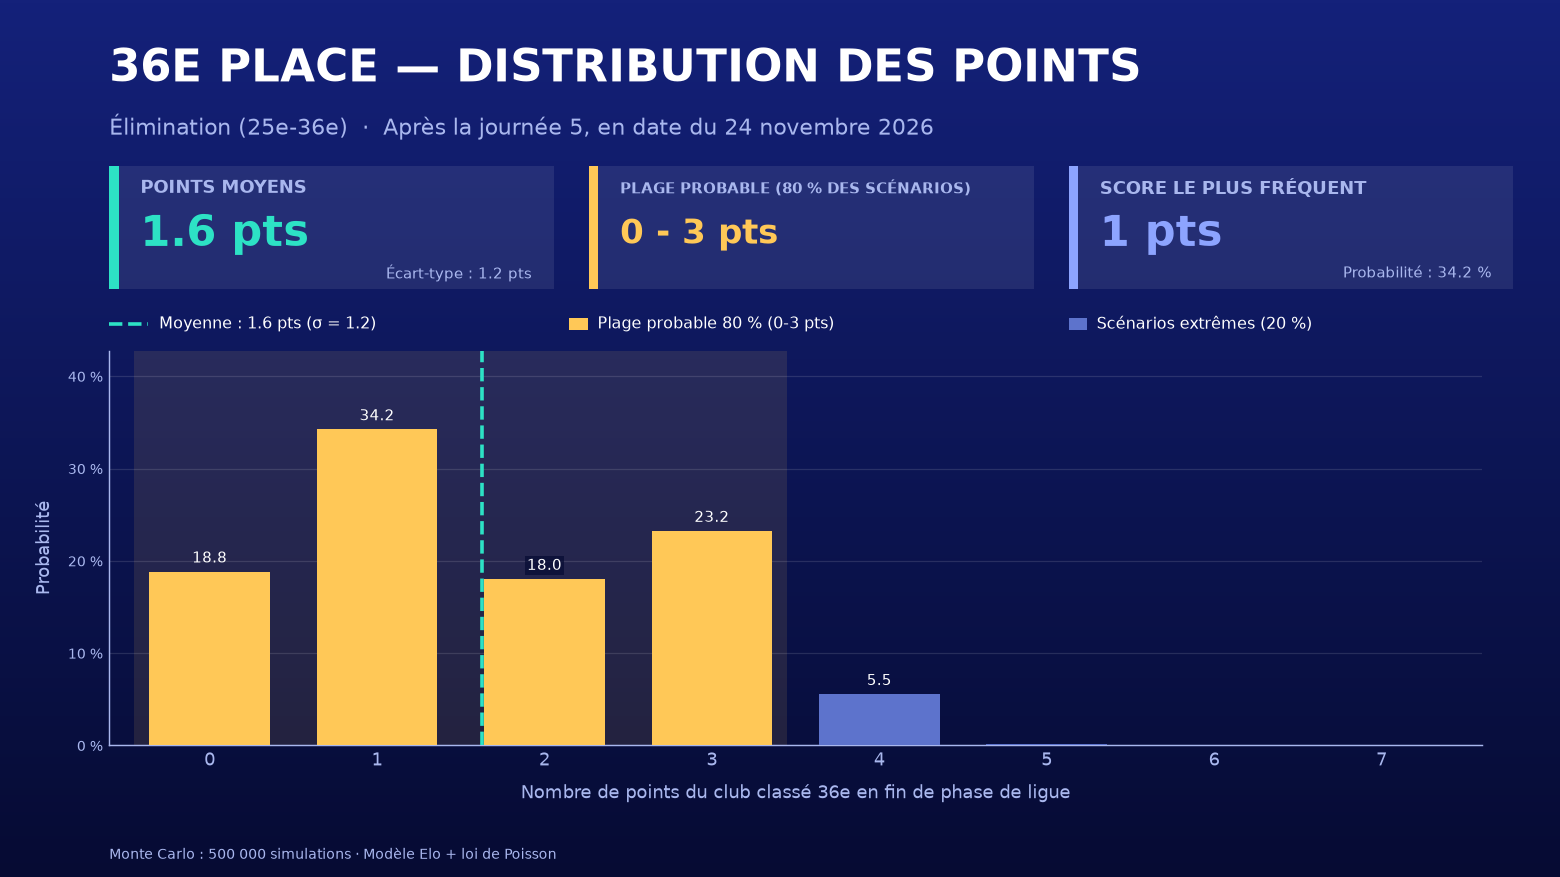 36E PLACE — DISTRIBUTION DES POINTS
Élimination (25e-36e) · Après la journée 5, en date du 24 novembre 2026
POINTS MOYENS
1.6 pts
Écart-type : 1.2 pts
PLAGE PROBABLE (80 % DES SCÉNARIOS)
0 - 3 pts
SCORE LE PLUS FRÉQUENT
1 pts
Probabilité : 34.2 %
Moyenne : 1.6 pts (σ = 1.2)
Plage probable 80 % (0-3 pts)
Scénarios extrêmes (20 %)
Probabilité
40 %
30 %
20 %
10 %
0 %
18.8
34.2
18.0
23.2
5.5
0 1 2 3 4 5 6 7
Nombre de points du club classé 36e en fin de phase de ligue
Monte Carlo : 500 000 simulations · Modèle Elo + loi de Poisson